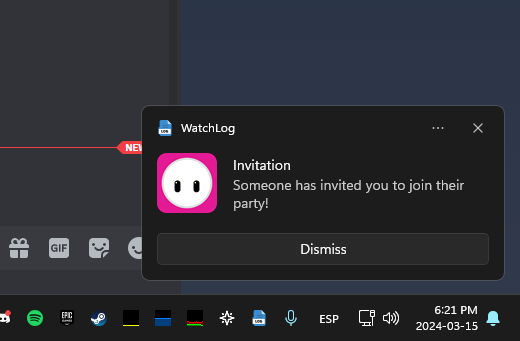 WatchLog
NEW
Invitation
Someone has invited you to join their
party!
GIF
Dismiss
EPIC
GAMES
LOG
ESP
6:21 PM
2024-03-15